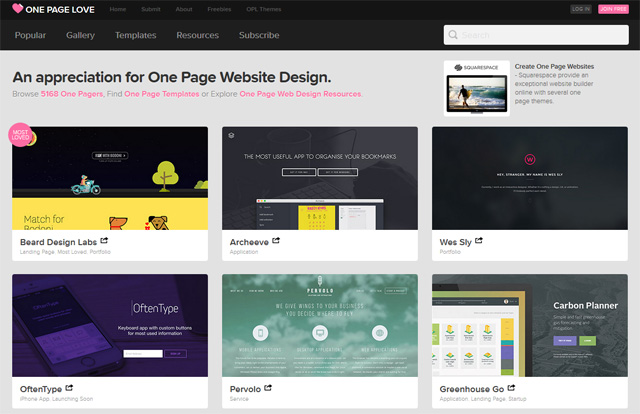 ONE PAGE LOVE
Home Submit About Freebies OPL Themes
LOG IN JOIN FREE
Popular Gallery Templates Resources Subscribe
Search
An appreciation for One Page Website Design.
Browse 5168 One Pagers, Find One Page Templates or Explore One Page Web Design Resources.
SQUARESPACE
Create One Page Websites
- Squarespace provide an
exceptional website builder
online with several one
page themes.
MOST
LOVED
Match for
Bodoni
Beard Design Labs
Landing Page, Most Loved, Portfolio
THE MOST USEFUL APP TO ORGANISE YOUR BOOKMARKS
Archeeve
Application
HEY, STRANGER. MY NAME IS WES SLY
Wes Sly
Portfolio
OftenType
Keyboard app with custom
buttons for most used information
OftenType
iPhone App, Launching Soon
PERVOLO
WE GIVE WINGS TO YOUR BUSINESS
YOU DECIDE WHERE TO FLY
MOBILE APPLICATIONS DESKTOP APPLICATIONS WEB APPLICATIONS
Pervolo
Service
Carbon Planner
Greenhouse Go
Application, Landing Page, Startup